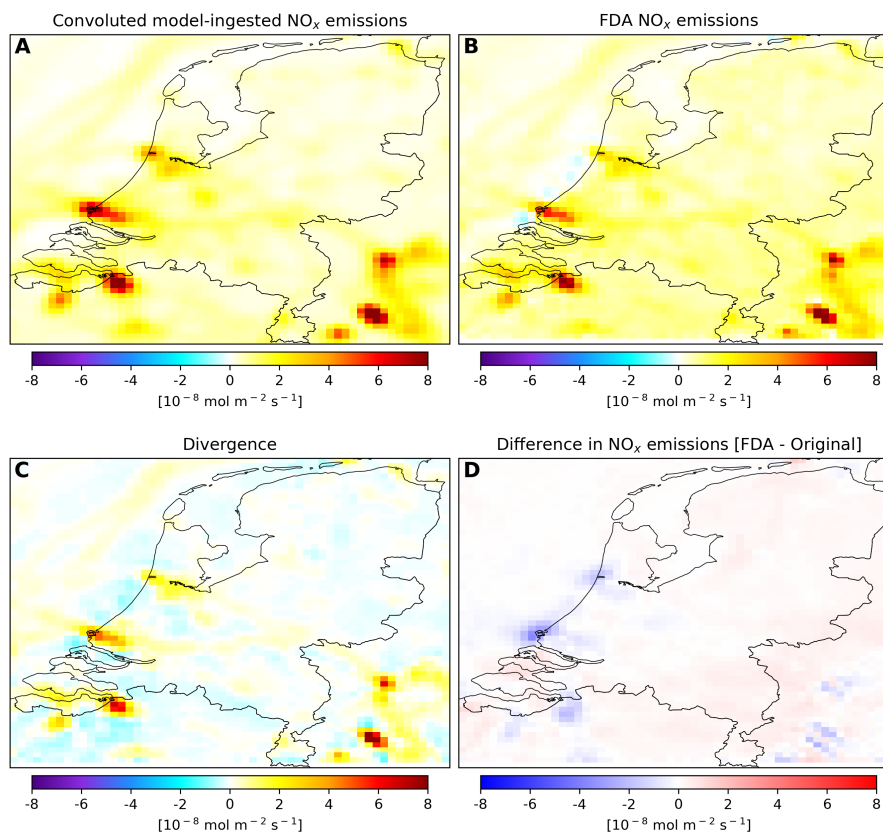 Convoluted model-ingested NOₓ emissions
A
-8 -6 -4 -2 0 2 4 6 8
[10⁻⁸ mol m⁻² s⁻¹]
FDA NOₓ emissions
B
-8 -6 -4 -2 0 2 4 6 8
[10⁻⁸ mol m⁻² s⁻¹]
Divergence
C
-8 -6 -4 -2 0 2 4 6 8
[10⁻⁸ mol m⁻² s⁻¹]
Difference in NOₓ emissions [FDA - Original]
D
-8 -6 -4 -2 0 2 4 6 8
[10⁻⁸ mol m⁻² s⁻¹]